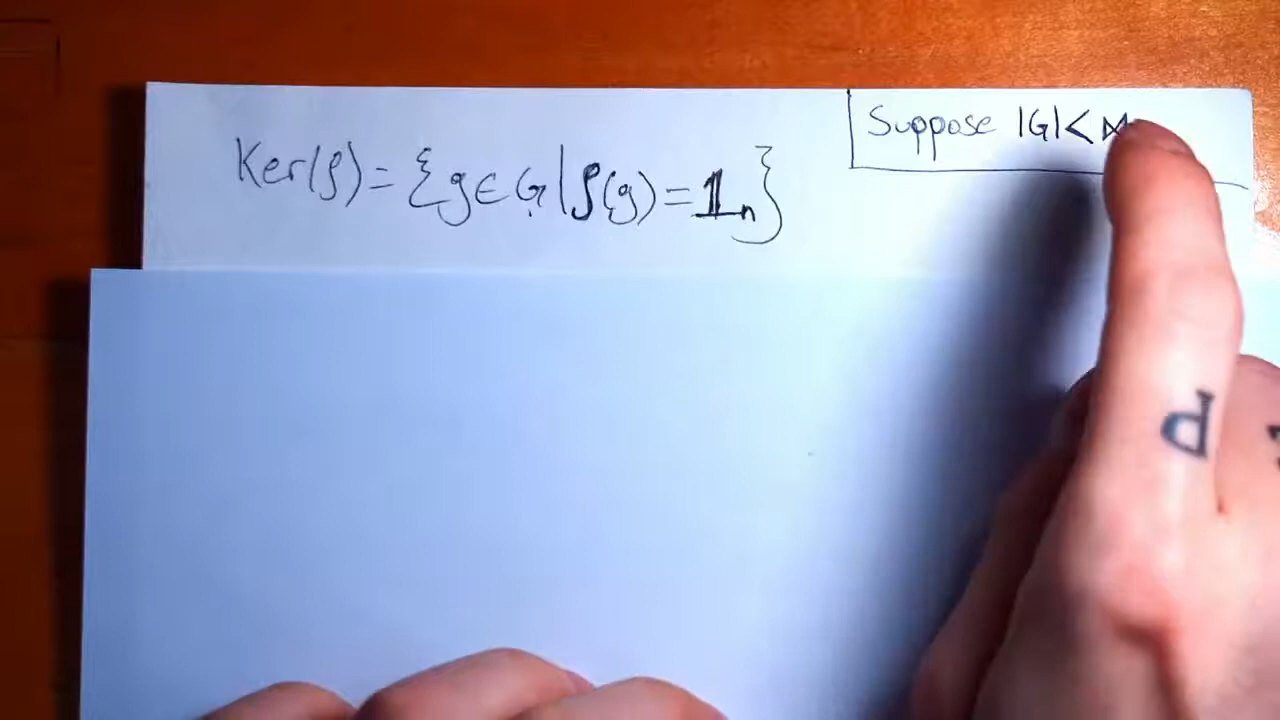 Suppose |G| < ∞
Ker(ρ) = {g ∈ G | ρ(g) = 𝟙ₙ}